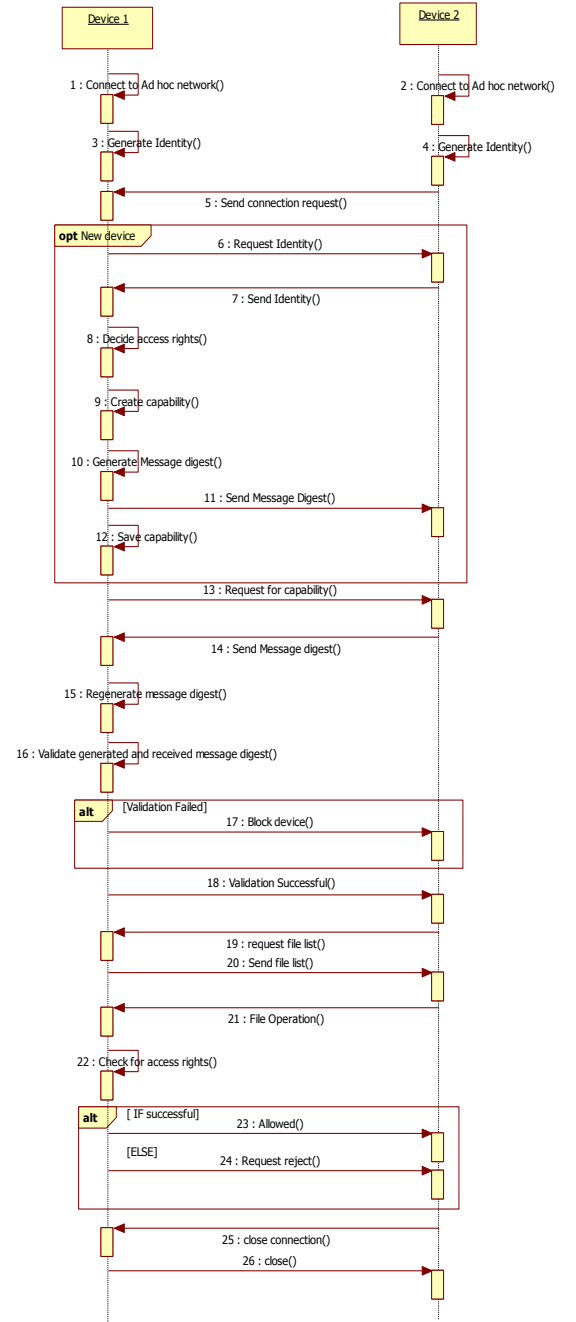 Device 1
Device 2
1 : Connect to Ad hoc network()
2 : Connect to Ad hoc network()
3 : Generate Identity()
4 : Generate Identity()
5 : Send connection request()
opt New device
6 : Request Identity()
7 : Send Identity()
8 : Decide access rights()
9 : Create capability()
10 : Generate Message digest()
11 : Send Message Digest()
12 : Save capability()
13 : Request for capability()
14 : Send Message digest()
15 : Regenerate message digest()
16 : Validate generated and received message digest()
alt [Validation Failed]
17 : Block device()
18 : Validation Successful()
19 : request file list()
20 : Send file list()
21 : File Operation()
22 : Check for access rights()
alt [ IF successful]
23 : Allowed()
[ELSE]
24 : Request reject()
25 : close connection()
26 : close()